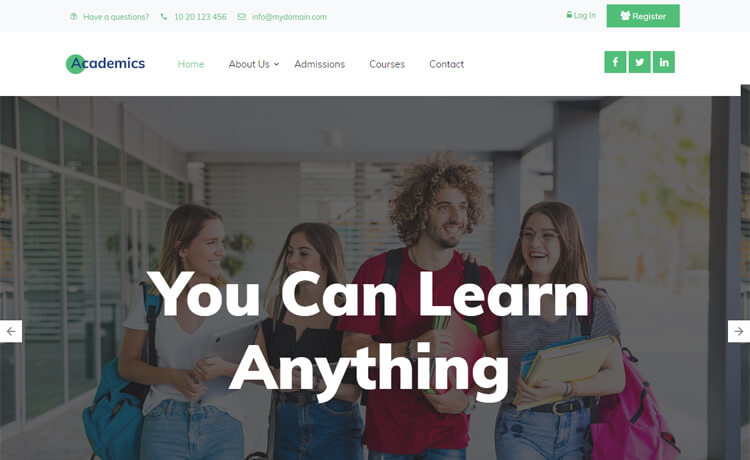 Have a questions? 10 20 123 456 info@mydomain.com Log In Register
Academics Home About Us Admissions Courses Contact
You Can Learn
Anything